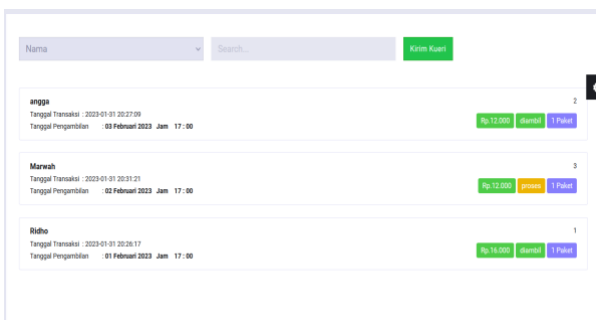 Nama Search... Kirim Kueri
angga 2
Tanggal Transaksi : 2023-01-31 20:27:09
Tanggal Pengambilan : 03 Februari 2023 Jam 17 : 00
Rp.12.000 diambil 1 Paket
Marwah 3
Tanggal Transaksi : 2023-01-31 20:31:21
Tanggal Pengambilan : 02 Februari 2023 Jam 17 : 00
Rp.12.000 proses 1 Paket
Ridho 1
Tanggal Transaksi : 2023-01-31 20:26:17
Tanggal Pengambilan : 01 Februari 2023 Jam 17 : 00
Rp.16.000 diambil 1 Paket